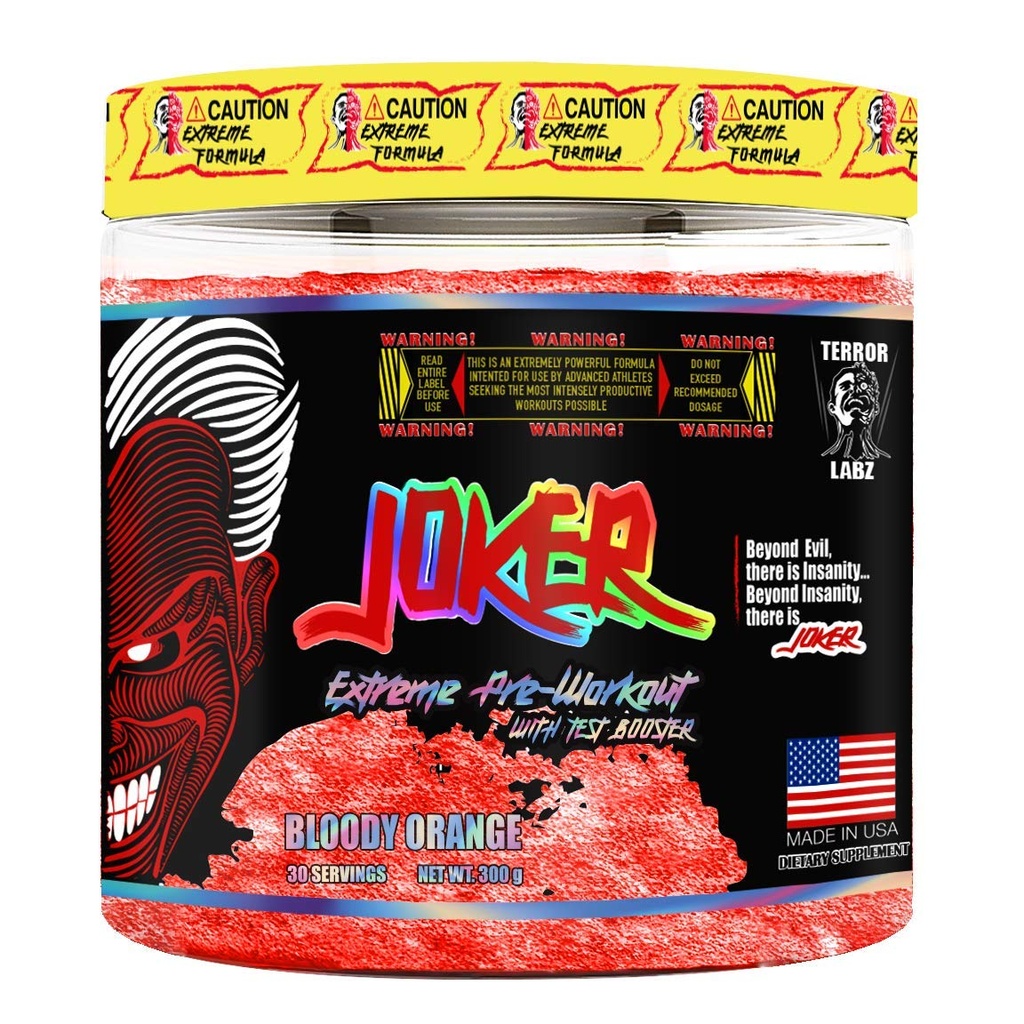 CAUTION EXTREME FORMULA
CAUTION EXTREME FORMULA
CAUTION EXTREME FORMULA
CAUTION EXTREME FORMULA
WARNING! WARNING! WARNING!
READ
ENTIRE
LABEL
BEFORE
USE
THIS IS AN EXTREMELY POWERFUL FORMULA
INTENTED FOR USE BY ADVANCED ATHLETES
SEEKING THE MOST INTENSELY PRODUCTIVE
WORKOUTS POSSIBLE
DO NOT
EXCEED
RECOMMENDED
DOSAGE
WARNING! WARNING! WARNING!
TERROR
LABZ
JOKER
Beyond Evil,
there is Insanity...
Beyond Insanity,
there is
JOKER
Extreme Pre-Workout
WITH TEST BOOSTER
BLOODY ORANGE
30 SERVINGS NET WT. 300 g
MADE IN USA
DIETARY SUPPLEMENT